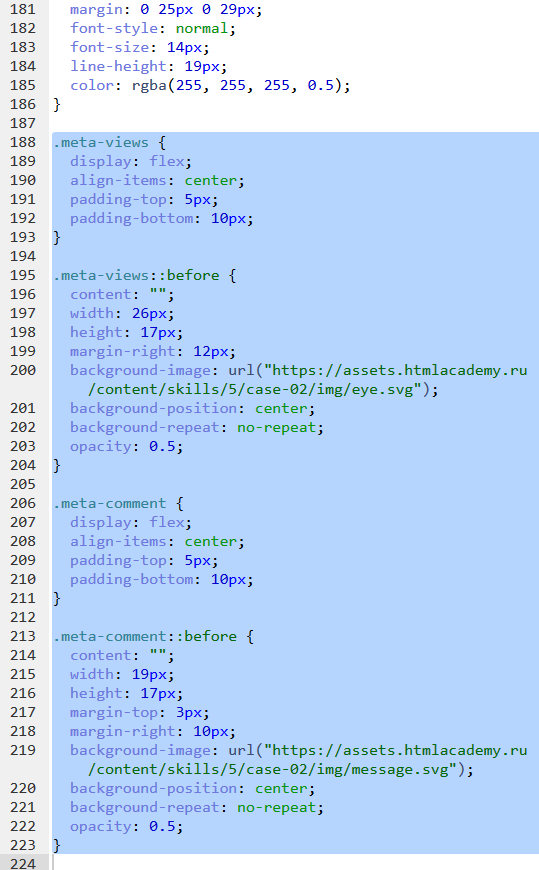 181 margin: 0 25px 0 29px;
182 font-style: normal;
183 font-size: 14px;
184 line-height: 19px;
185 color: rgba(255, 255, 255, 0.5);
186 }
187
188 .meta-views {
189 display: flex;
190 align-items: center;
191 padding-top: 5px;
192 padding-bottom: 10px;
193 }
194
195 .meta-views::before {
196 content: "";
197 width: 26px;
198 height: 17px;
199 margin-right: 12px;
200 background-image: url("https://assets.htmlacademy.ru
/content/skills/5/case-02/img/eye.svg");
201 background-position: center;
202 background-repeat: no-repeat;
203 opacity: 0.5;
204 }
205
206 .meta-comment {
207 display: flex;
208 align-items: center;
209 padding-top: 5px;
210 padding-bottom: 10px;
211 }
212
213 .meta-comment::before {
214 content: "";
215 width: 19px;
216 height: 17px;
217 margin-top: 3px;
218 margin-right: 10px;
219 background-image: url("https://assets.htmlacademy.ru
/content/skills/5/case-02/img/message.svg");
220 background-position: center;
221 background-repeat: no-repeat;
222 opacity: 0.5;
223 }
224